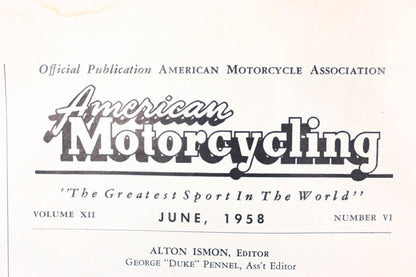 Official Publication AMERICAN MOTORCYCLE ASSOCIATION
American
Motorcycling
"The Greatest Sport In The World"
VOLUME XII JUNE, 1958 NUMBER VI
ALTON ISMON, EDITOR
GEORGE "DUKE" PENNEL, Ass't Editor